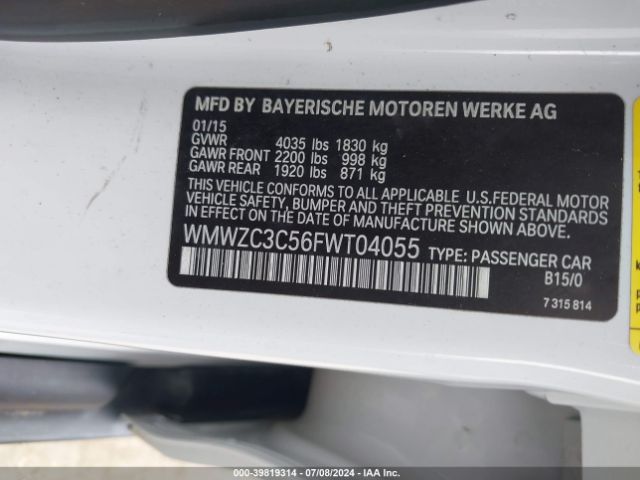 MFD BY BAYERISCHE MOTOREN WERKE AG
01/15
GVWR 4035 lbs 1830 kg
GAWR FRONT 2200 lbs 998 kg
GAWR REAR 1920 lbs 871 kg
THIS VEHICLE CONFORMS TO ALL APPLICABLE U.S.FEDERAL MOTOR
VEHICLE SAFETY, BUMPER AND THEFT PREVENTION STANDARDS
IN EFFECT ON THE DATE OF MANUFACTURE SHOWN ABOVE.
WMWZC3C56FWT04055 TYPE: PASSENGER CAR
B15/0
7 315 814
000-39819314 - 07/08/2024 - IAA Inc.